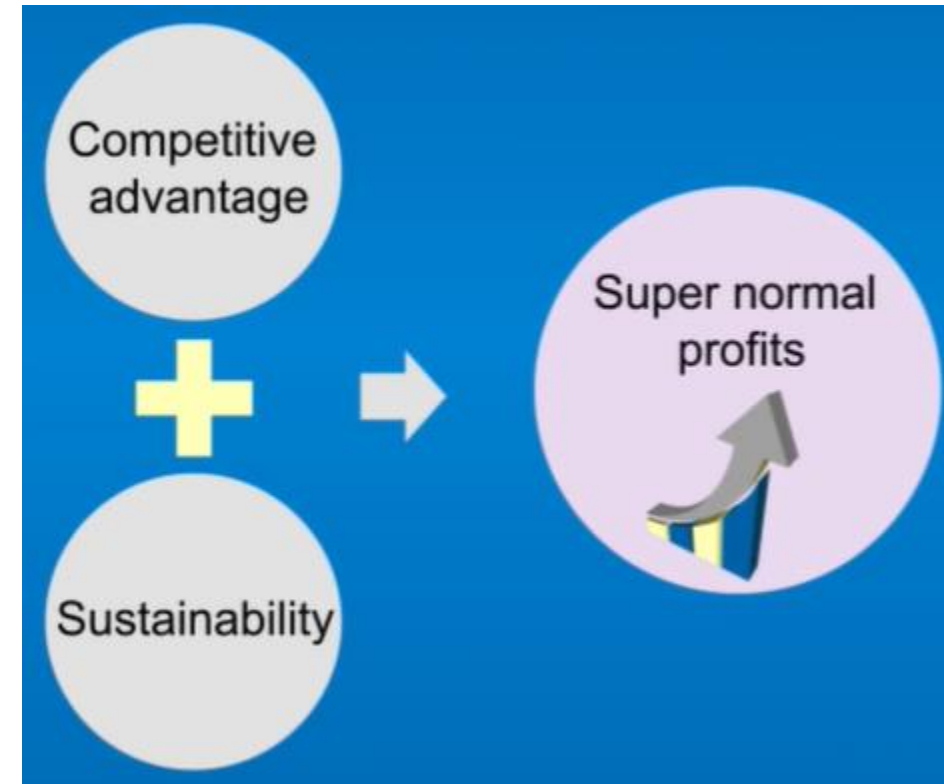 Competitive
advantage
Sustainability
Super normal
profits